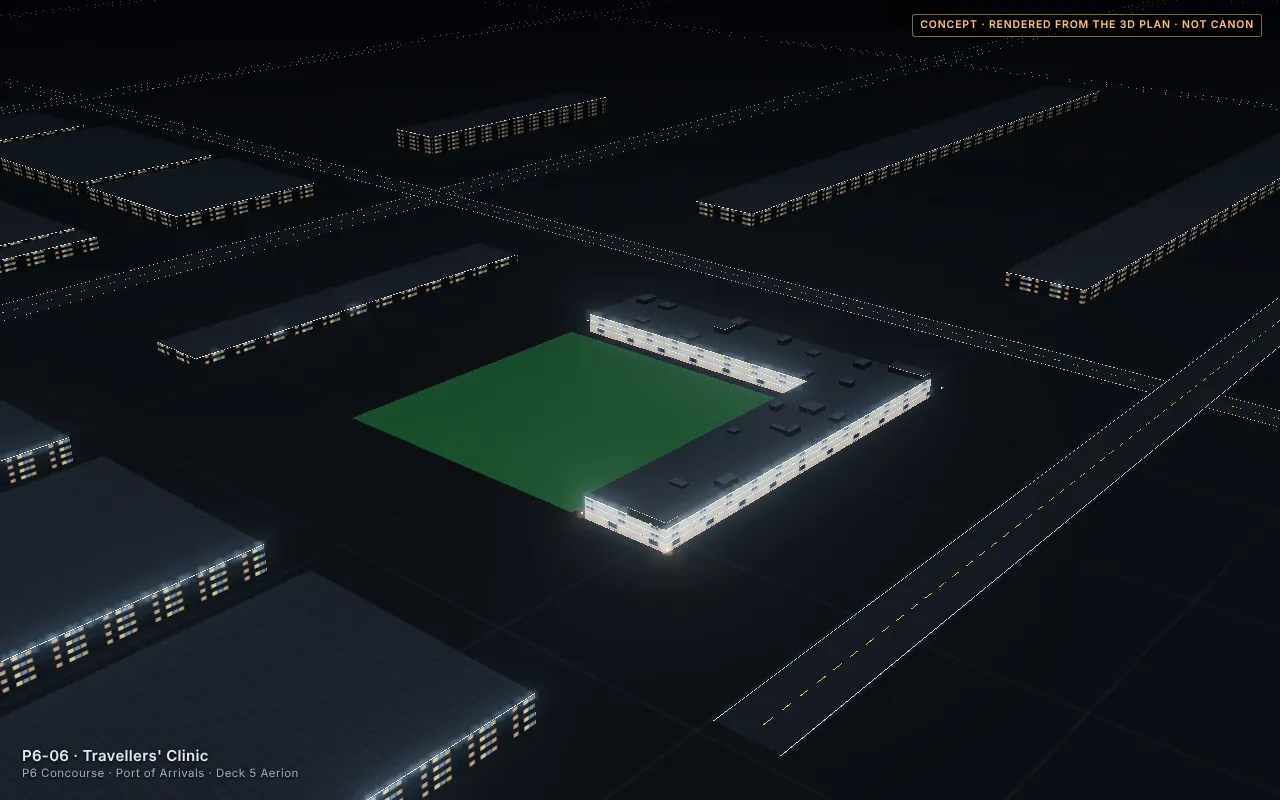 CONCEPT · RENDERED FROM THE 3D PLAN · NOT CANON
P6-06 · Travellers' Clinic
P6 Concourse · Port of Arrivals · Deck 5 Aerion